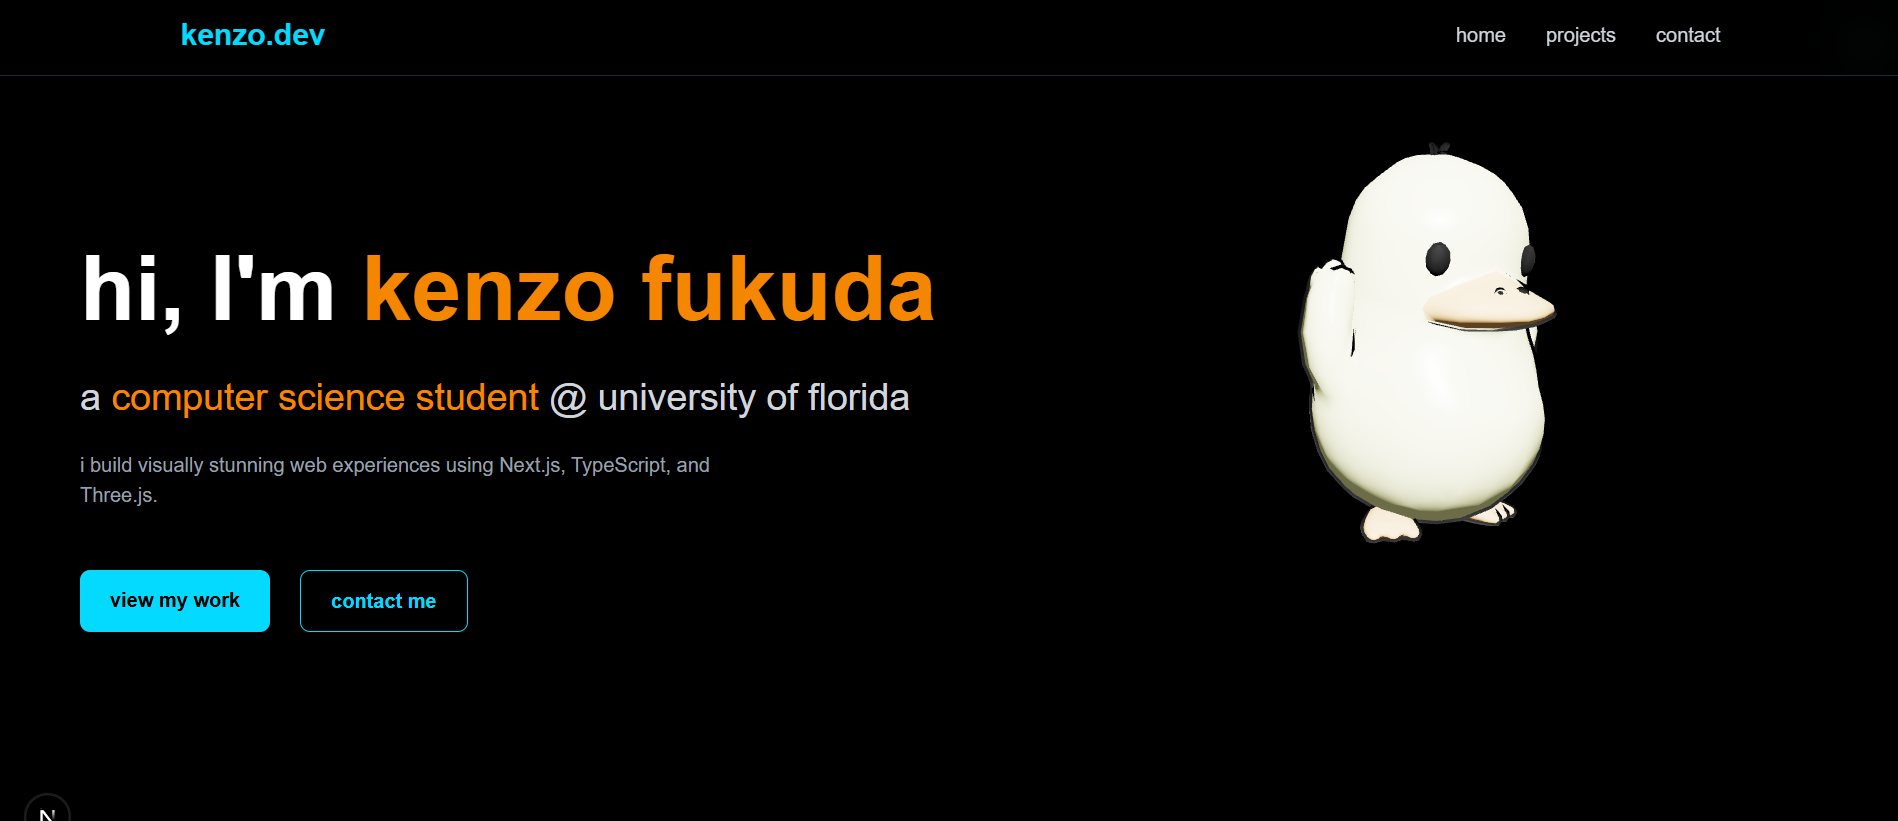 kenzo.dev
home projects contact
hi, I'm kenzo fukuda
a computer science student @ university of florida
i build visually stunning web experiences using Next.js, TypeScript, and
Three.js.
view my work contact me
N